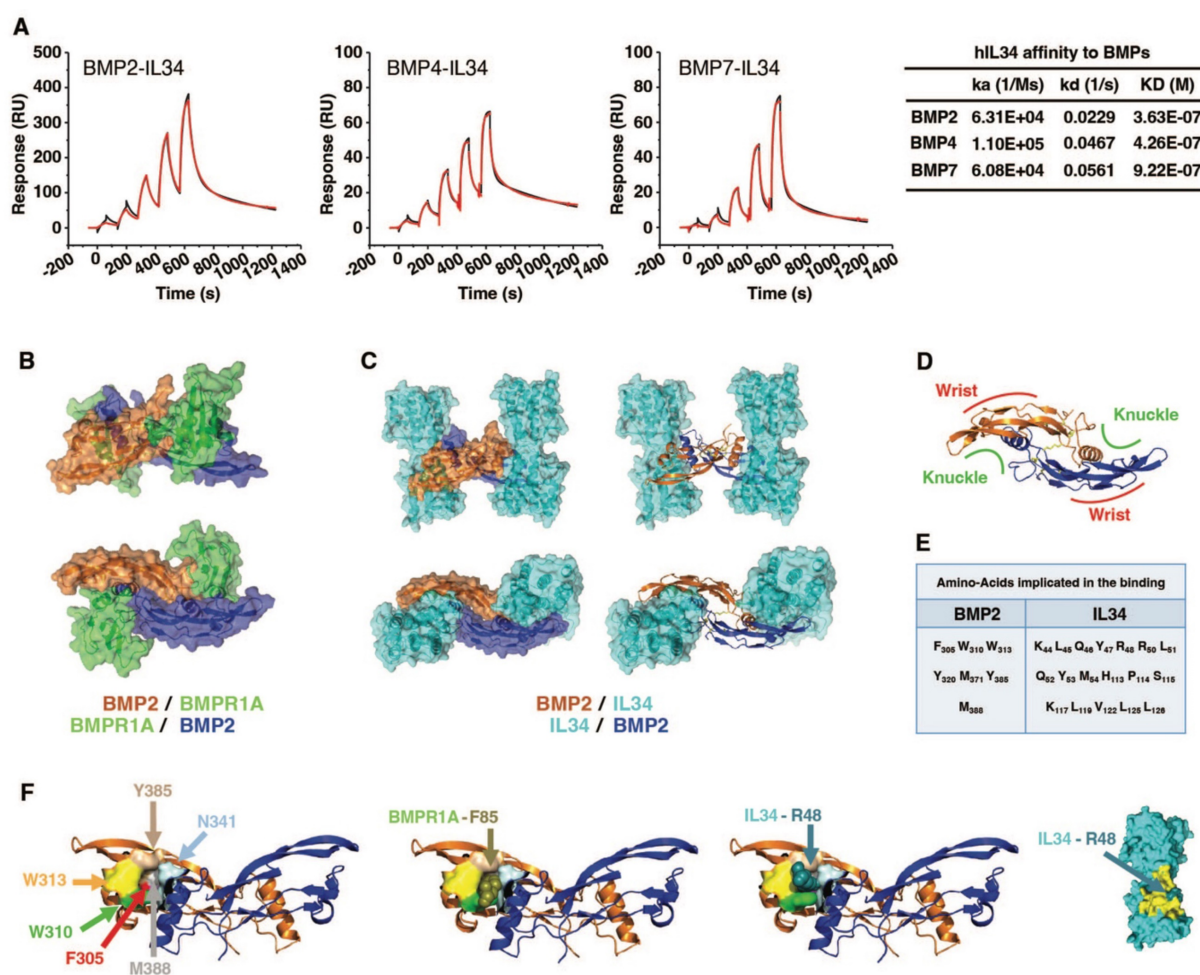 A
BMP2-IL34
Response (RU)
500
400
300
200
100
0
-200 0 200 400 600 800 1000 1200 1400
Time (s)
BMP4-IL34
Response (RU)
100
80
60
40
20
0
-200 0 200 400 600 800 1000 1200 1400
Time (s)
BMP7-IL34
Response (RU)
100
80
60
40
20
0
-200 0 200 400 600 800 1000 1200 1400
Time (s)
hIL34 affinity to BMPs
ka (1/Ms) kd (1/s) KD (M)
BMP2 6.31E+04 0.0229 3.63E-07
BMP4 1.10E+05 0.0467 4.26E-07
BMP7 6.08E+04 0.0561 9.22E-07
B
BMP2 / BMPR1A
BMPR1A / BMP2
C
BMP2 / IL34
IL34 / BMP2
D
Wrist
Knuckle
Knuckle
Wrist
E
Amino-Acids implicated in the binding
BMP2 IL34
F305 W310 W313 K44 L45 Q46 Y47 R48 R50 L51
Y320 M371 Y385 Q52 Y53 M54 H113 P114 S115
M388 K117 L119 V122 L125 L126
F
Y385
N341
W313
W310
F305
M388
BMPR1A - F85
IL34 - R48
IL34 - R48